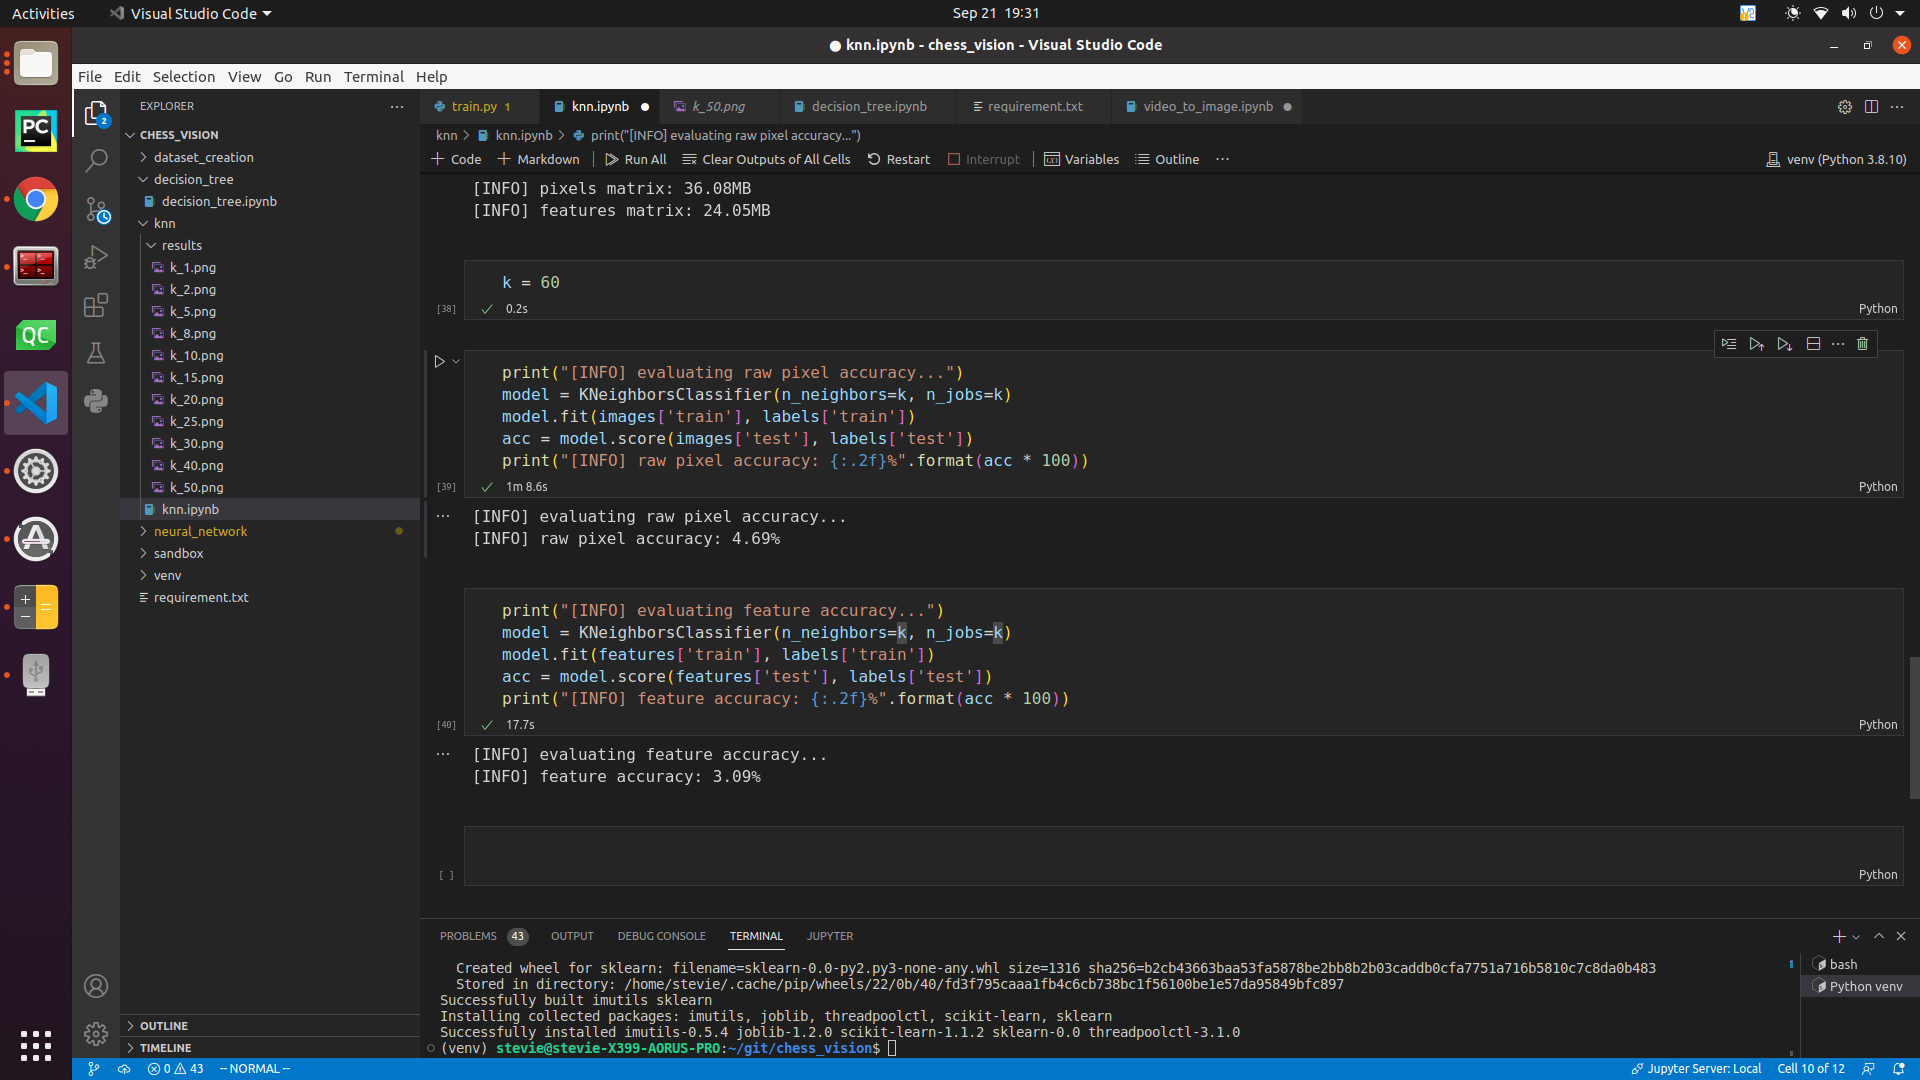 Activities
Visual Studio Code
Sep 21 19:31
knn.ipynb - chess_vision - Visual Studio Code
File Edit Selection View Go Run Terminal Help
EXPLORER
CHESS_VISION
dataset_creation
decision_tree
decision_tree.ipynb
knn
results
k_1.png
k_2.png
k_5.png
k_8.png
k_10.png
k_15.png
k_20.png
k_25.png
k_30.png
k_40.png
k_50.png
knn.ipynb
neural_network
sandbox
venv
requirement.txt
OUTLINE
TIMELINE
train.py 1
knn.ipynb
k_50.png
decision_tree.ipynb
requirement.txt
video_to_image.ipynb
knn > knn.ipynb > print("[INFO] evaluating raw pixel accuracy...")
Code Markdown Run All Clear Outputs of All Cells Restart Interrupt Variables Outline ... venv (Python 3.8.10)
[INFO] pixels matrix: 36.08MB
[INFO] features matrix: 24.05MB
k = 60
[38] 0.2s Python
print("[INFO] evaluating raw pixel accuracy...")
model = KNeighborsClassifier(n_neighbors=k, n_jobs=k)
model.fit(images['train'], labels['train'])
acc = model.score(images['test'], labels['test'])
print("[INFO] raw pixel accuracy: {:.2f}%".format(acc * 100))
[39] 1m 8.6s Python
[INFO] evaluating raw pixel accuracy...
[INFO] raw pixel accuracy: 4.69%
print("[INFO] evaluating feature accuracy...")
model = KNeighborsClassifier(n_neighbors=k, n_jobs=k)
model.fit(features['train'], labels['train'])
acc = model.score(features['test'], labels['test'])
print("[INFO] feature accuracy: {:.2f}%".format(acc * 100))
[40] 17.7s Python
[INFO] evaluating feature accuracy...
[INFO] feature accuracy: 3.09%
[ ] Python
PROBLEMS 43 OUTPUT DEBUG CONSOLE TERMINAL JUPYTER
Created wheel for sklearn: filename=sklearn-0.0-py2.py3-none-any.whl size=1316 sha256=b2cb43663baa53fa5878be2bb8b2b03caddb0cfa7751a716b5810c7c8da0b483
Stored in directory: /home/stevie/.cache/pip/wheels/22/0b/40/fd3f795caaa1fb4c6cb738bc1f56100be1e57da95849bfc897
Successfully built imutils sklearn
Installing collected packages: imutils, joblib, threadpoolctl, scikit-learn, sklearn
Successfully installed imutils-0.5.4 joblib-1.2.0 scikit-learn-1.1.2 sklearn-0.0 threadpoolctl-3.1.0
(venv) stevie@stevie-X399-AORUS-PRO:~/git/chess_vision$
bash
Python venv
0 43 -- NORMAL --
Jupyter Server: Local Cell 10 of 12
PC
QC
2